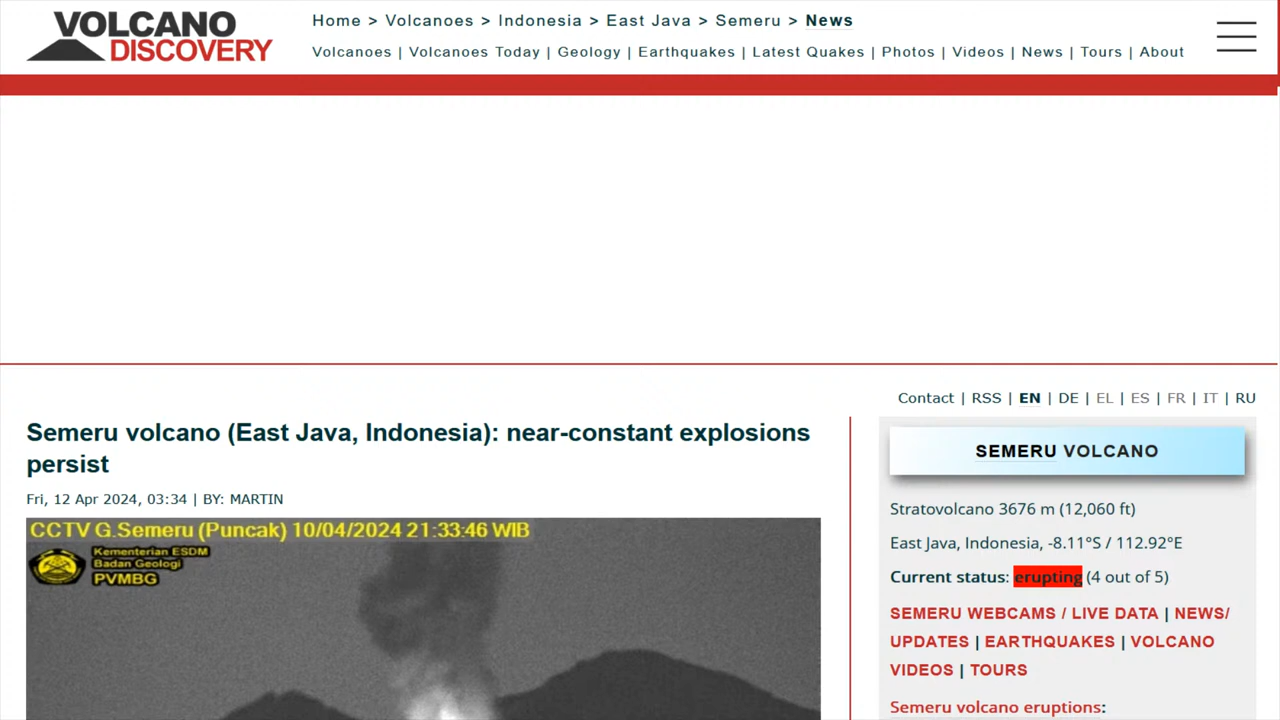 VOLCANO
DISCOVERY
Home > Volcanoes > Indonesia > East Java > Semeru > News
Volcanoes | Volcanoes Today | Geology | Earthquakes | Latest Quakes | Photos | Videos | News | Tours | About
Contact | RSS | EN | DE | EL | ES | FR | IT | RU
Semeru volcano (East Java, Indonesia): near-constant explosions
persist
Fri, 12 Apr 2024, 03:34 | BY: MARTIN
CCTV G.Semeru (Puncak) 10/04/2024 21:33:46 WIB
Kementerian ESDM
Badan Geologi
PVMBG
SEMERU VOLCANO
Stratovolcano 3676 m (12,060 ft)
East Java, Indonesia, -8.11°S / 112.92°E
Current status: erupting (4 out of 5)
SEMERU WEBCAMS / LIVE DATA | NEWS/
UPDATES | EARTHQUAKES | VOLCANO
VIDEOS | TOURS
Semeru volcano eruptions: